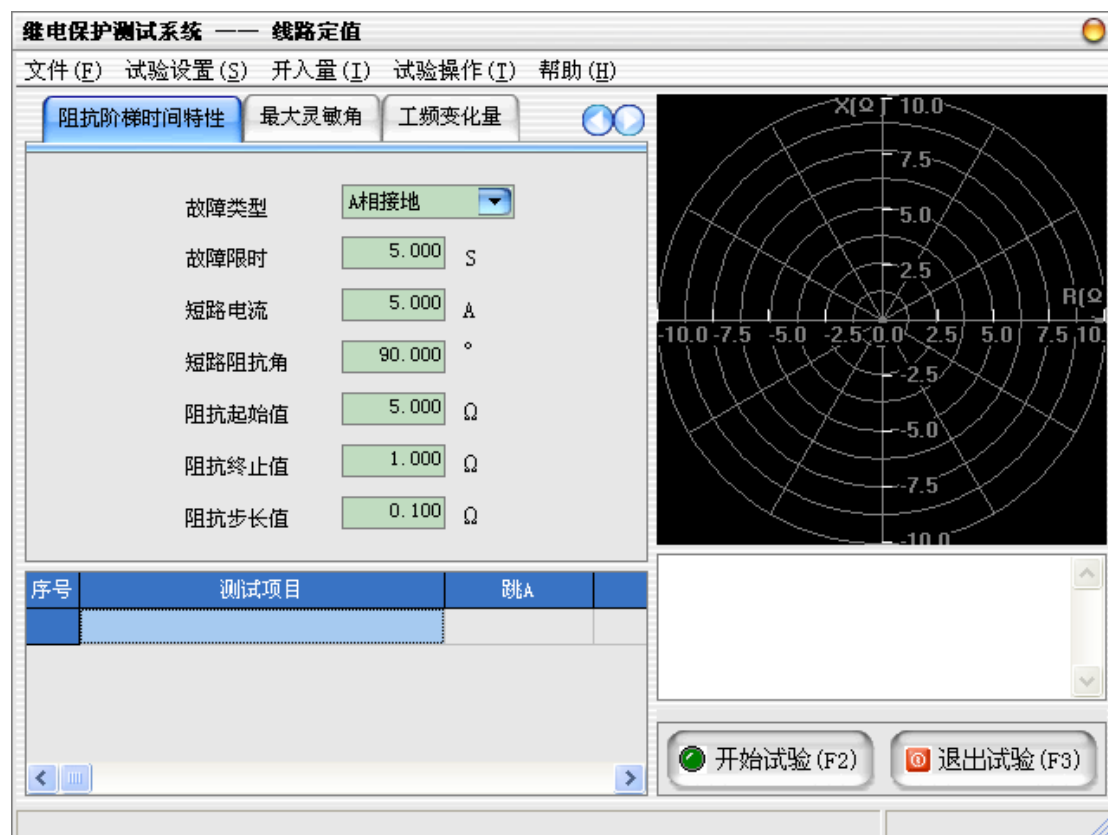 继电保护测试系统 —— 线路定值
文件(F) 试验设置(S) 开入量(I) 试验操作(T) 帮助(H)
阻抗阶梯时间特性 最大灵敏角 工频变化量
故障类型 A相接地
故障限时 5.000 S
短路电流 5.000 A
短路阻抗角 90.000 °
阻抗起始值 5.000 Ω
阻抗终止值 1.000 Ω
阻抗步长值 0.100 Ω
X(Ω 10.0
7.5
5.0
2.5
R(Ω
-10.0 -7.5 -5.0 -2.5 0.0 2.5 5.0 7.5 10.
-2.5
-5.0
-7.5
-10.0
序号 测试项目 跳A
开始试验(F2) 退出试验(F3)